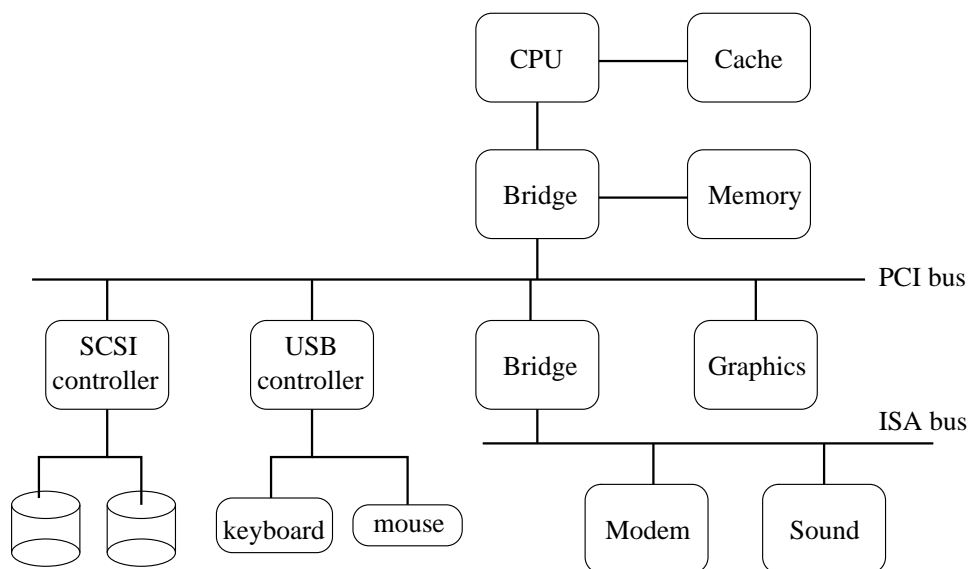 CPU
Cache
Bridge
Memory
PCI bus
SCSI
controller
USB
controller
Bridge
Graphics
ISA bus
keyboard
mouse
Modem
Sound